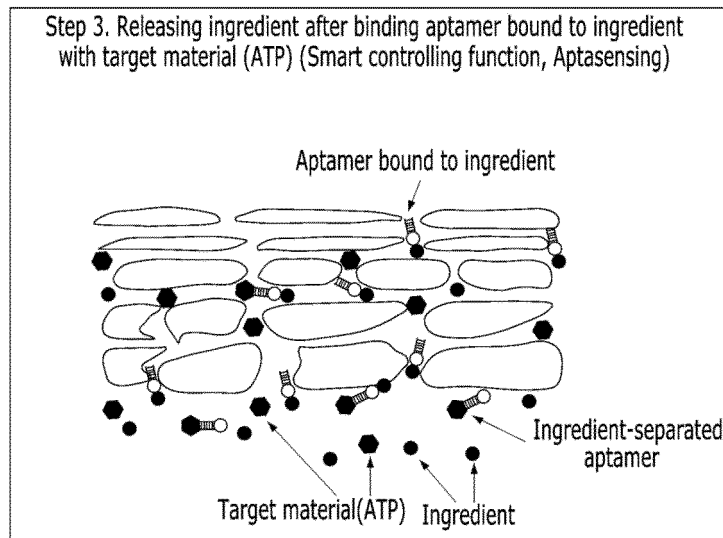 Step 3. Releasing ingredient after binding aptamer bound to ingredient
with target material (ATP) (Smart controlling function, Aptasensing)
Aptamer bound to ingredient
Ingredient-separated
aptamer
Target material(ATP)
Ingredient